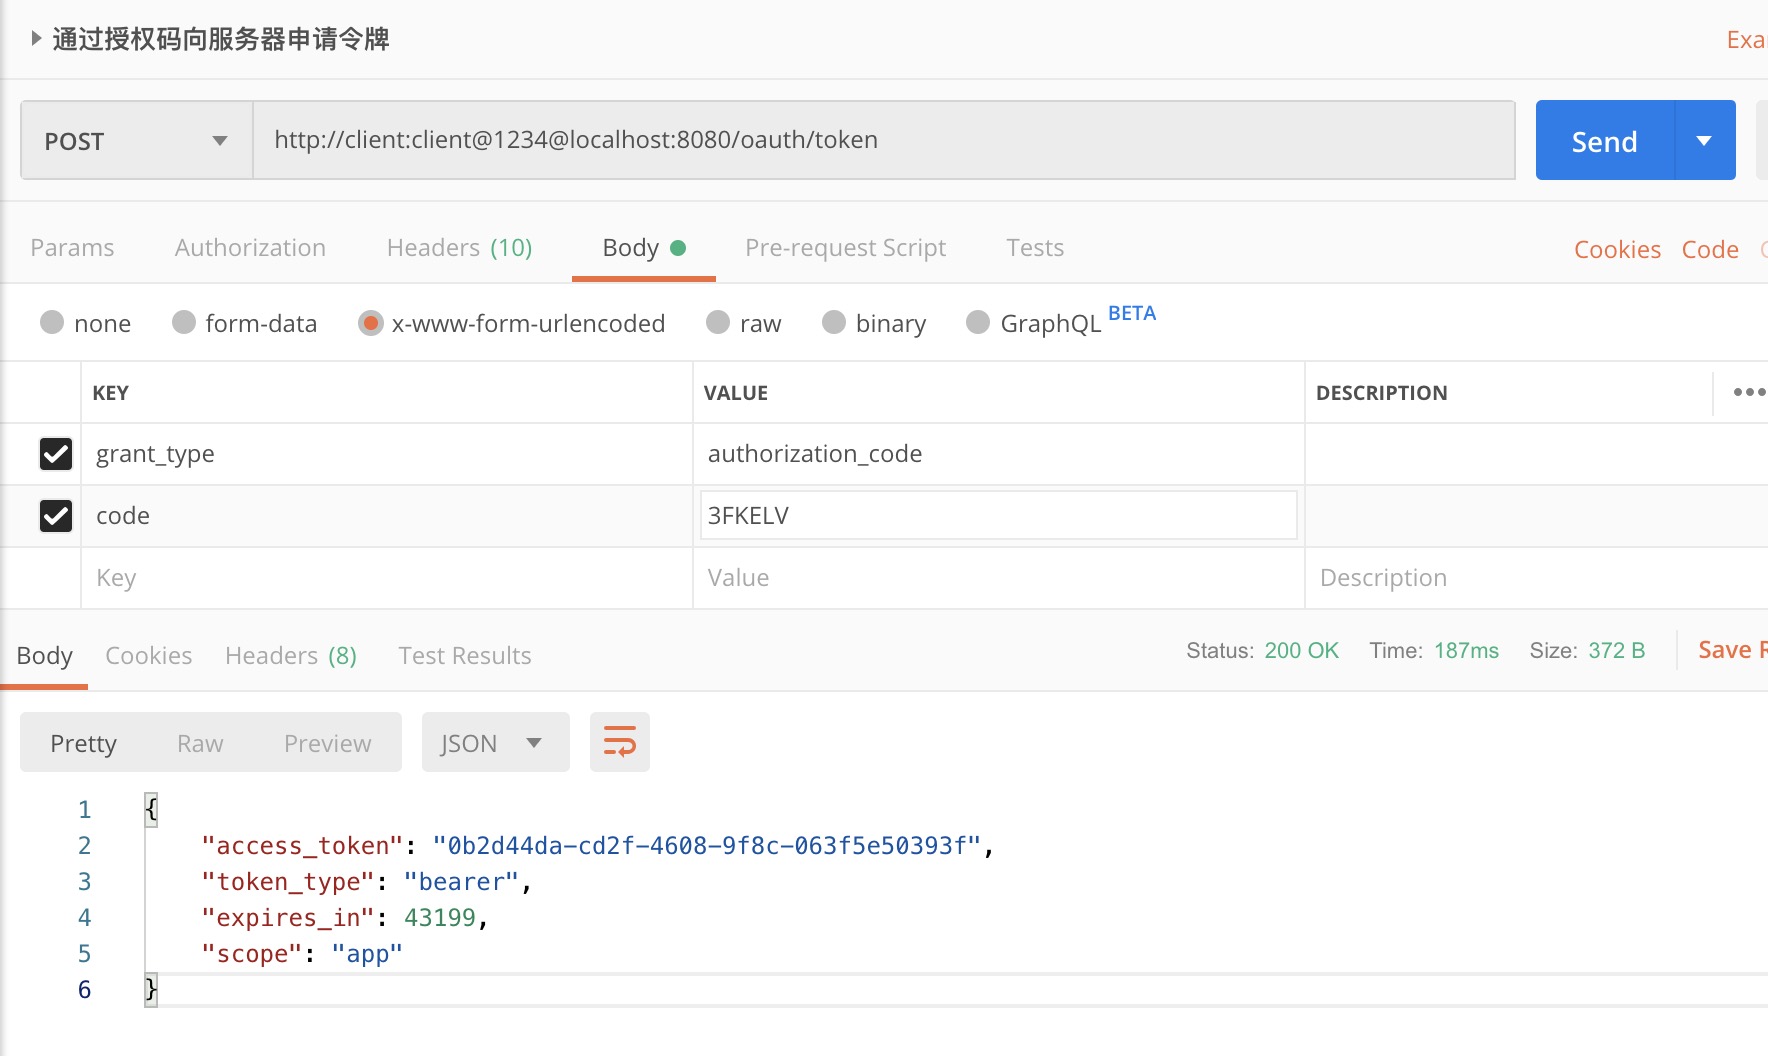 通过授权码向服务器申请令牌
Exa
POST http://client:client@1234@localhost:8080/oauth/token Send
Params Authorization Headers (10) Body Pre-request Script Tests Cookies Code
none form-data x-www-form-urlencoded raw binary GraphQL BETA
KEY VALUE DESCRIPTION
grant_type authorization_code
code 3FKELV
Key Value Description
Body Cookies Headers (8) Test Results Status: 200 OK Time: 187ms Size: 372 B Save R
Pretty Raw Preview JSON
1 {
2 "access_token": "0b2d44da-cd2f-4608-9f8c-063f5e50393f",
3 "token_type": "bearer",
4 "expires_in": 43199,
5 "scope": "app"
6 }